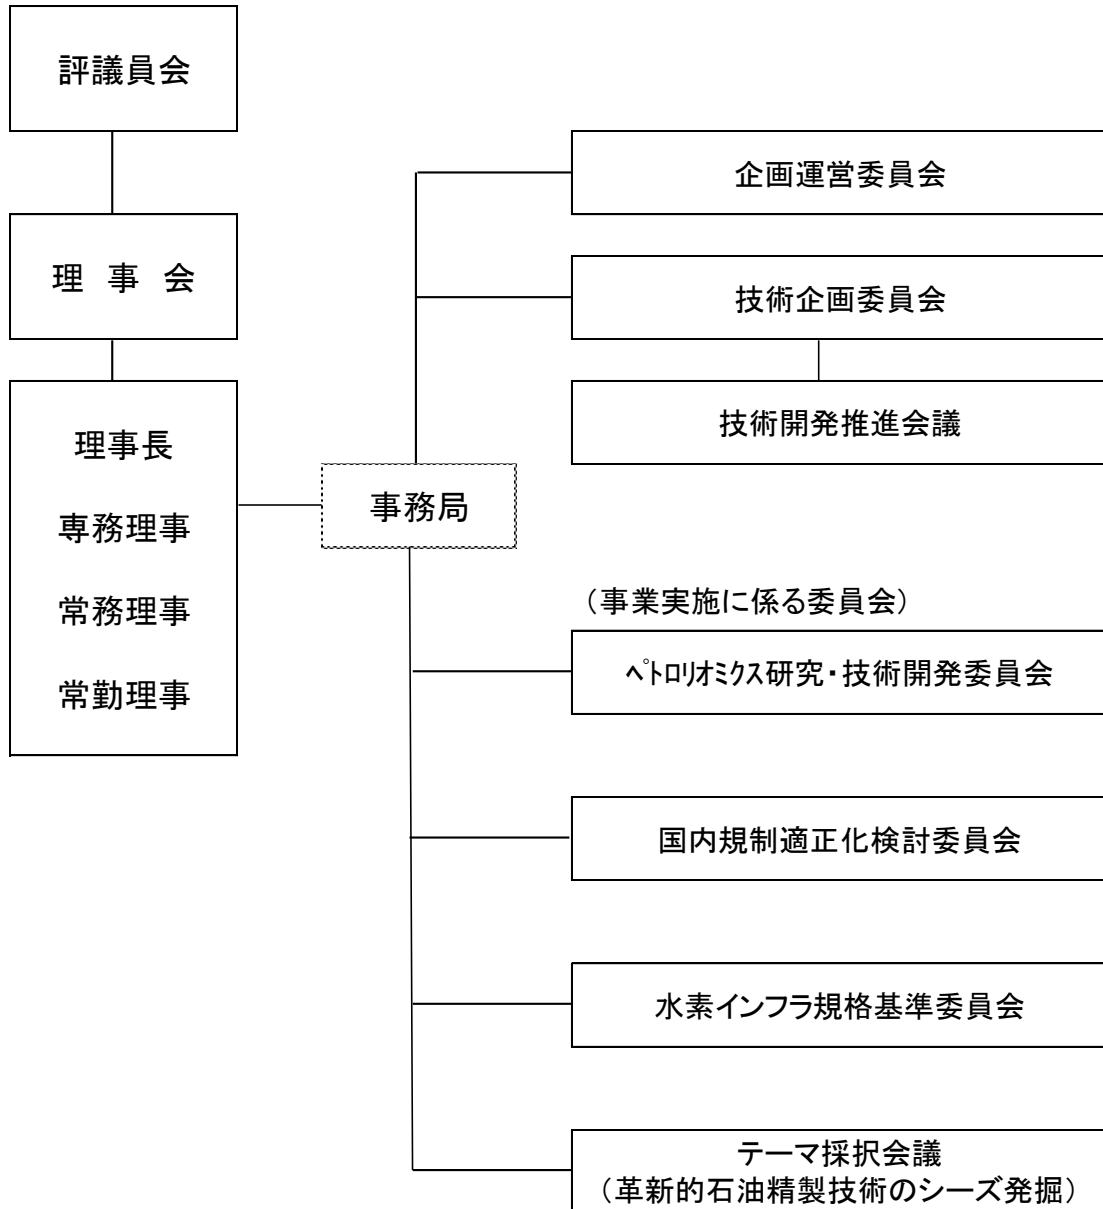 評議員会
理 事 会
理事長
専務理事
常務理事
常勤理事
事務局
企画運営委員会
技術企画委員会
技術開発推進会議
（事業実施に係る委員会）
ﾍﾟﾄﾛﾘｵﾐｸｽ研究・技術開発委員会
国内規制適正化検討委員会
水素インフラ規格基準委員会
テーマ採択会議
（革新的石油精製技術のシーズ発掘）